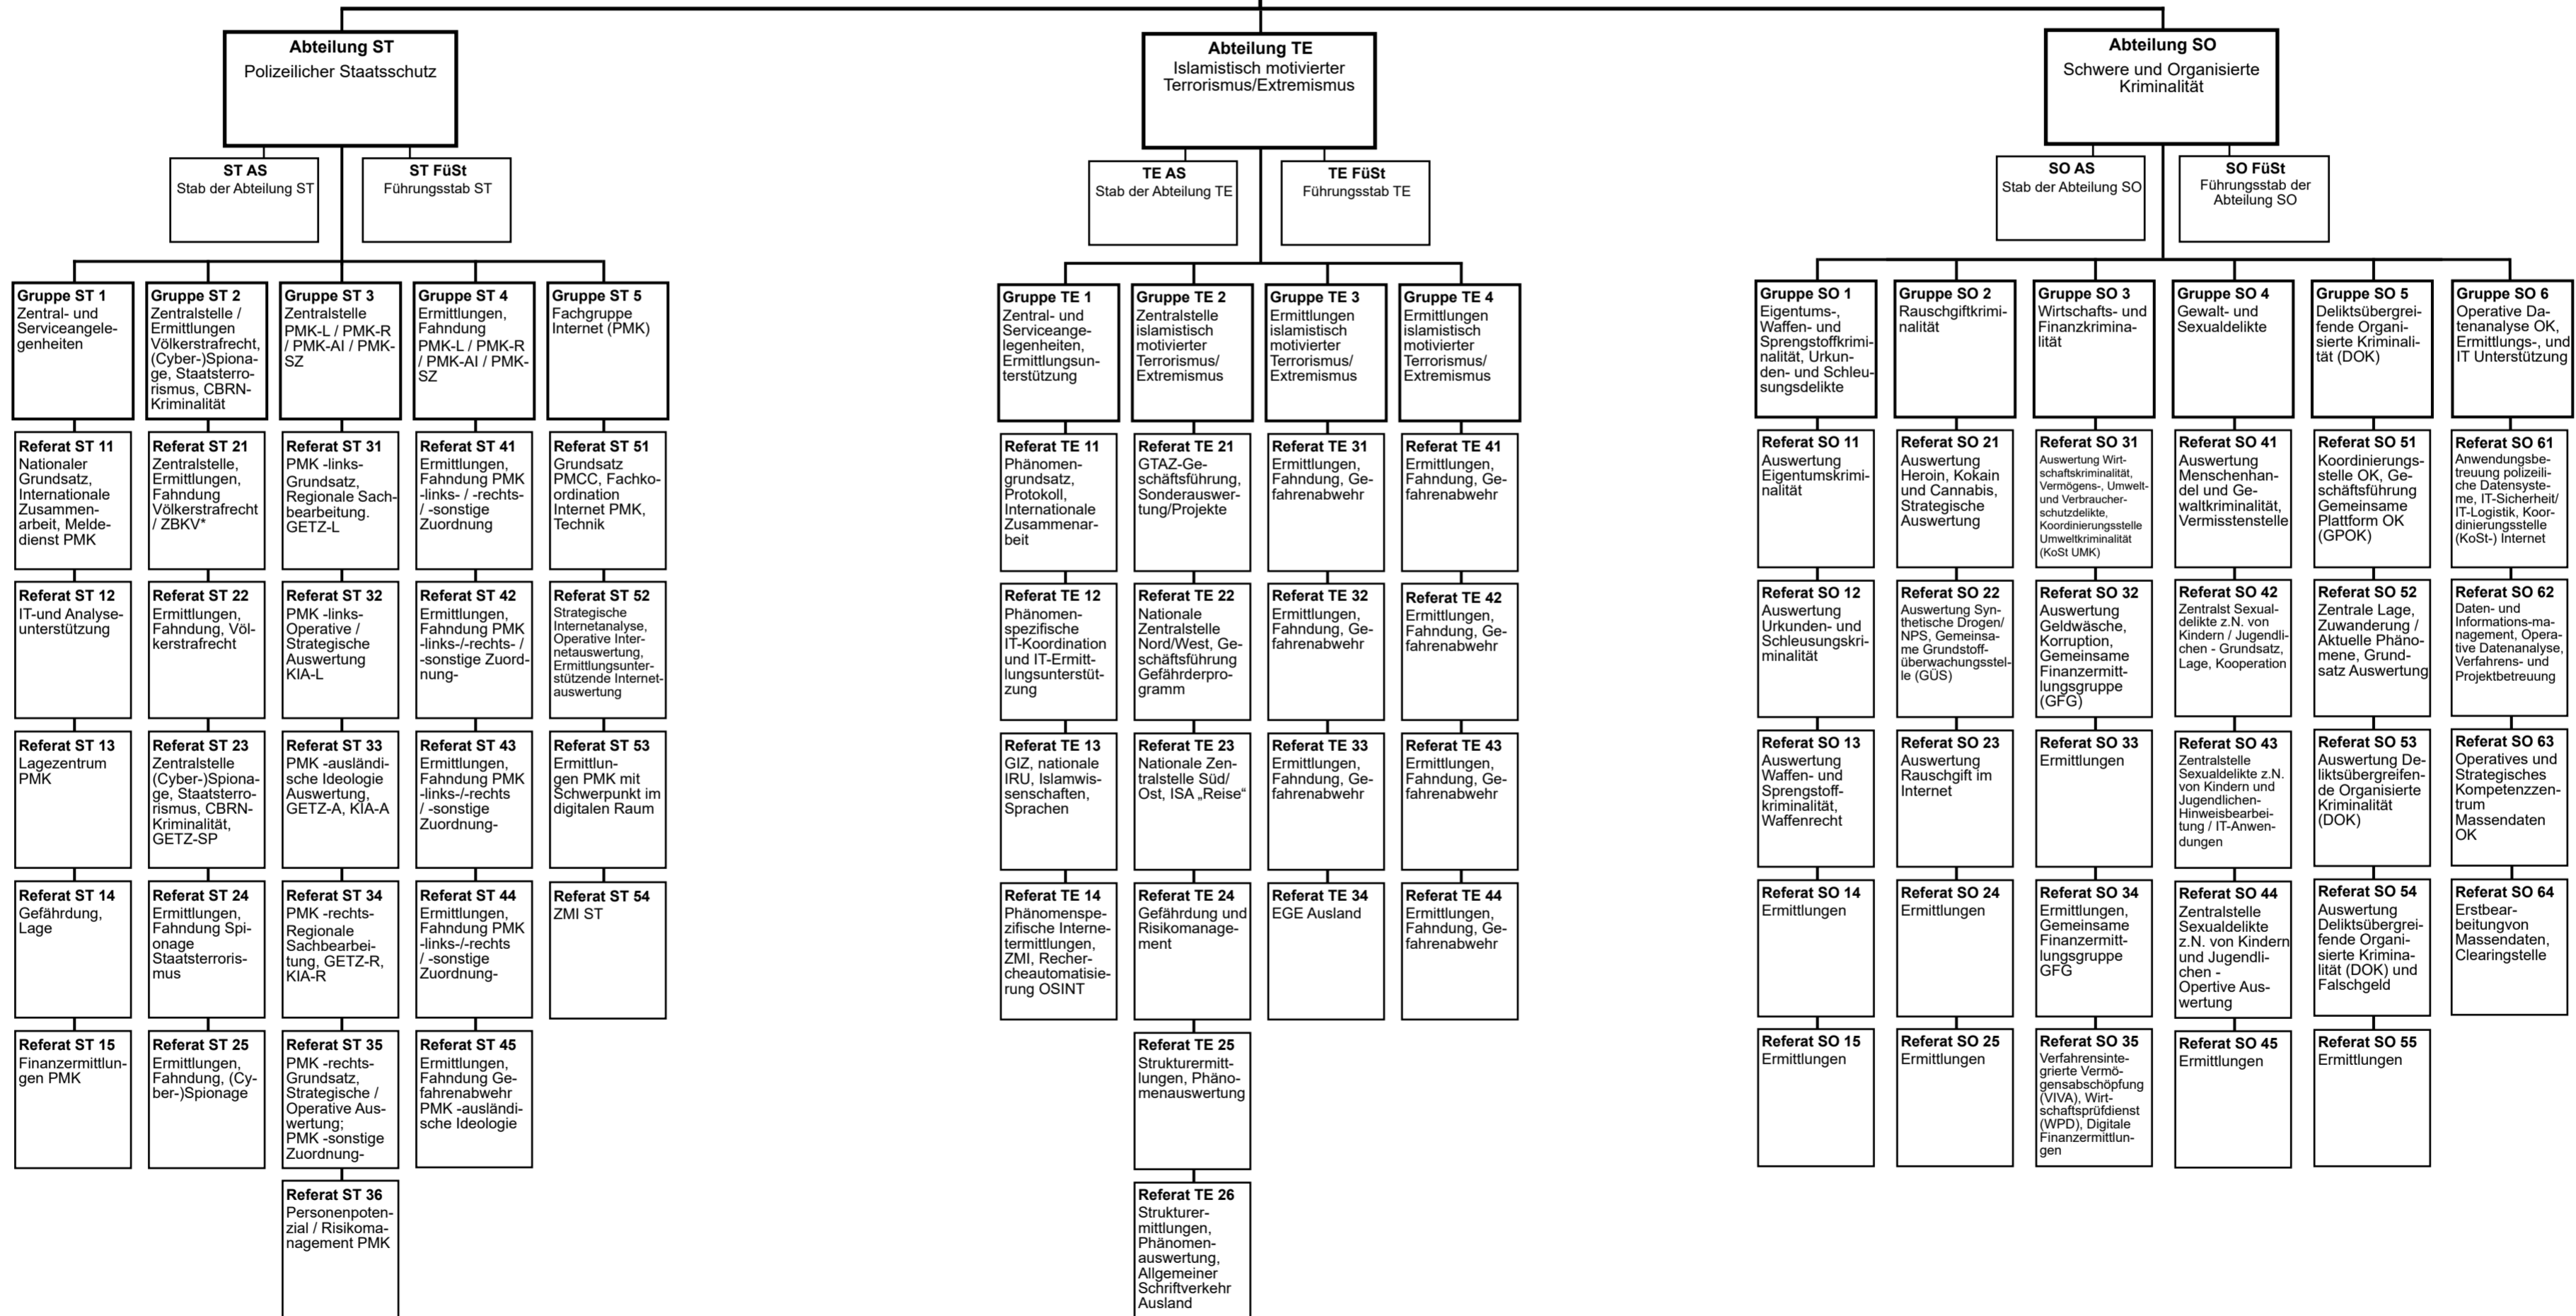 Abteilung ST
Polizeilicher Staatsschutz
ST AS
Stab der Abteilung ST
ST FüSt
Führungsstab ST
Gruppe ST 1
Zentral- und
Serviceangele-
genheiten
Referat ST 11
Nationaler
Grundsatz,
Internationale
Zusammen-
arbeit, Melde-
dienst PMK
Referat ST 12
IT-und Analyse-
unterstützung
Referat ST 13
Lagezentrum
PMK
Referat ST 14
Gefährdung,
Lage
Referat ST 15
Finanzermittlun-
gen PMK
Gruppe ST 2
Zentralstelle /
Ermittlungen
Völkerstrafrecht,
(Cyber-)Spiona-
ge, Staatsterro-
rismus, CBRN-
Kriminalität
Referat ST 21
Zentralstelle,
Ermittlungen,
Fahndung
Völkerstrafrecht
/ ZBKV*
Referat ST 22
Ermittlungen,
Fahndung, Völ-
kerstrafrecht
Referat ST 23
Zentralstelle
(Cyber-)Spiona-
ge, Staatsterro-
rismus, CBRN-
Kriminalität,
GETZ-SP
Referat ST 24
Ermittlungen,
Fahndung Spi-
onage
Staatsterroris-
mus
Referat ST 25
Ermittlungen,
Fahndung, (Cy-
ber-)Spionage
Gruppe ST 3
Zentralstelle
PMK-L / PMK-R
/ PMK-AI / PMK-
SZ
Referat ST 31
PMK -links-
Grundsatz,
Regionale Sach-
bearbeitung.
GETZ-L
Referat ST 32
PMK -links-
Operative /
Strategische
Auswertung
KIA-L
Referat ST 33
PMK -ausländi-
sche Ideologie
Auswertung,
GETZ-A, KIA-A
Referat ST 34
PMK -rechts-
Regionale
Sachbearbei-
tung, GETZ-R,
KIA-R
Referat ST 35
PMK -rechts-
Grundsatz,
Strategische /
Operative Aus-
wertung;
PMK -sonstige
Zuordnung-
Referat ST 36
Personenpoten-
zial / Risikoma-
nagement PMK
Gruppe ST 4
Ermittlungen,
Fahndung
PMK-L / PMK-R
/ PMK-AI / PMK-
SZ
Referat ST 41
Ermittlungen,
Fahndung PMK
-links- / -rechts-
/ -sonstige
Zuordnung
Referat ST 42
Ermittlungen,
Fahndung PMK
-links-/-rechts- /
-sonstige Zuord-
nung-
Referat ST 43
Ermittlungen,
Fahndung PMK
-links-/-rechts
/ -sonstige
Zuordnung-
Referat ST 44
Ermittlungen,
Fahndung PMK
-links-/-rechts
/ -sonstige
Zuordnung-
Referat ST 45
Ermittlungen,
Fahndung Ge-
fahrenabwehr
PMK -ausländi-
sche Ideologie
Gruppe ST 5
Fachgruppe
Internet (PMK)
Referat ST 51
Grundsatz
PMCC, Fachko-
ordination
Internet PMK,
Technik
Referat ST 52
Strategische
Internetanalyse,
Operative Inter-
netauswertung,
Ermittlungsunter-
stützende Internet-
auswertung
Referat ST 53
Ermittlun-
gen PMK mit
Schwerpunkt im
digitalen Raum
Referat ST 54
ZMI ST
Abteilung TE
Islamistisch motivierter
Terrorismus/Extremismus
TE AS
Stab der Abteilung TE
TE FüSt
Führungsstab TE
Gruppe TE 1
Zentral- und
Serviceange-
legenheiten,
Ermittlungsun-
terstützung
Referat TE 11
Phänomen-
grundsatz,
Protokoll,
Internationale
Zusammenar-
beit
Referat TE 12
Phänomen-
spezifische
IT-Koordination
und IT-Ermitt-
lungsunterstüt-
zung
Referat TE 13
GIZ, nationale
IRU, Islamwis-
senschaften,
Sprachen
Referat TE 14
Phänomenspe-
zifische Interne-
termittlungen,
ZMI, Recher-
cheautomatisie-
rung OSINT
Gruppe TE 2
Zentralstelle
islamistisch
motivierter
Terrorismus/
Extremismus
Referat TE 21
GTAZ-Ge-
schäftsführung,
Sonderauswer-
tung/Projekte
Referat TE 22
Nationale
Zentralstelle
Nord/West, Ge-
schäftsführung
Gefährderpro-
gramm
Referat TE 23
Nationale Zen-
tralstelle Süd/
Ost, ISA „Reise“
Referat TE 24
Gefährdung und
Risikomanage-
ment
Referat TE 25
Strukturermitt-
lungen, Phäno-
menauswertung
Referat TE 26
Strukturer-
mittlungen,
Phänomen-
auswertung,
Allgemeiner
Schriftverkehr
Ausland
Gruppe TE 3
Ermittlungen
islamistisch
motivierter
Terrorismus/
Extremismus
Referat TE 31
Ermittlungen,
Fahndung, Ge-
fahrenabwehr
Referat TE 32
Ermittlungen,
Fahndung, Ge-
fahrenabwehr
Referat TE 33
Ermittlungen,
Fahndung, Ge-
fahrenabwehr
Referat TE 34
EGE Ausland
Gruppe TE 4
Ermittlungen
islamistisch
motivierter
Terrorismus/
Extremismus
Referat TE 41
Ermittlungen,
Fahndung, Ge-
fahrenabwehr
Referat TE 42
Ermittlungen,
Fahndung, Ge-
fahrenabwehr
Referat TE 43
Ermittlungen,
Fahndung, Ge-
fahrenabwehr
Referat TE 44
Ermittlungen,
Fahndung, Ge-
fahrenabwehr
Abteilung SO
Schwere und Organisierte
Kriminalität
SO AS
Stab der Abteilung SO
SO FüSt
Führungsstab der
Abteilung SO
Gruppe SO 1
Eigentums-,
Waffen- und
Sprengstoffkrimi-
nalität, Urkun-
den- und Schleu-
sungsdelikte
Referat SO 11
Auswertung
Eigentumskrimi-
nalität
Referat SO 12
Auswertung
Urkunden- und
Schleusungskri-
minalität
Referat SO 13
Auswertung
Waffen- und
Sprengstoff-
kriminalität,
Waffenrecht
Referat SO 14
Ermittlungen
Referat SO 15
Ermittlungen
Gruppe SO 2
Rauschgiftkrimi-
nalität
Referat SO 21
Auswertung
Heroin, Kokain
und Cannabis,
Strategische
Auswertung
Referat SO 22
Auswertung Syn-
thetische Drogen/
NPS, Gemeinsa-
me Grundstoff-
überwachungsstel-
le (GÜS)
Referat SO 23
Auswertung
Rauschgift im
Internet
Referat SO 24
Ermittlungen
Referat SO 25
Ermittlungen
Gruppe SO 3
Wirtschafts- und
Finanzkrimina-
lität
Referat SO 31
Auswertung Wirt-
schaftskriminalität,
Vermögens-, Umwelt-
und Verbraucher-
schutzdelikte,
Koordinierungsstelle
Umweltkriminalität
(KoSt UMK)
Referat SO 32
Auswertung
Geldwäsche,
Korruption,
Gemeinsame
Finanzermitt-
lungsgruppe
(GFG)
Referat SO 33
Ermittlungen
Referat SO 34
Ermittlungen,
Gemeinsame
Finanzermitt-
lungsgruppe
GFG
Referat SO 35
Verfahrensinte-
grierte Vermö-
gensabschöpfung
(VIVA), Wirt-
schaftsprüfdienst
(WPD), Digitale
Finanzermittlun-
gen
Gruppe SO 4
Gewalt- und
Sexualdelikte
Referat SO 41
Auswertung
Menschenhan-
del und Ge-
waltkriminalität,
Vermisstenstelle
Referat SO 42
Zentralst Sexual-
delikte z.N. von
Kindern / Jugendli-
chen - Grundsatz,
Lage, Kooperation
Referat SO 43
Zentralstelle
Sexualdelikte z.N.
von Kindern und
Jugendlichen-
Hinweisbearbei-
tung / IT-Anwen-
dungen
Referat SO 44
Zentralstelle
Sexualdelikte
z.N. von Kindern
und Jugendli-
chen -
Opertive Aus-
wertung
Referat SO 45
Ermittlungen
Gruppe SO 5
Deliktsübergrei-
fende Organi-
sierte Kriminali-
tät (DOK)
Referat SO 51
Koordinierungs-
stelle OK, Ge-
schäftsführung
Gemeinsame
Plattform OK
(GPOK)
Referat SO 52
Zentrale Lage,
Zuwanderung /
Aktuelle Phäno-
mene, Grund-
satz Auswertung
Referat SO 53
Auswertung De-
liktsübergreifen-
de Organisierte
Kriminalität
(DOK)
Referat SO 54
Auswertung
Deliktsübergrei-
fende Organi-
sierte Krimina-
lität (DOK) und
Falschgeld
Referat SO 55
Ermittlungen
Gruppe SO 6
Operative Da-
tenanalyse OK,
Ermittlungs-, und
IT Unterstützung
Referat SO 61
Anwendungsbe-
treuung polizeili-
che Datensyste-
me, IT-Sicherheit/
IT-Logistik, Koor-
dinierungsstelle
(KoSt-) Internet
Referat SO 62
Daten- und
Informations-ma-
nagement, Opera-
tive Datenanalyse,
Verfahrens- und
Projektbetreuung
Referat SO 63
Operatives und
Strategisches
Kompetenzzen-
trum
Massendaten
OK
Referat SO 64
Erstbear-
beitungvon
Massendaten,
Clearingstelle